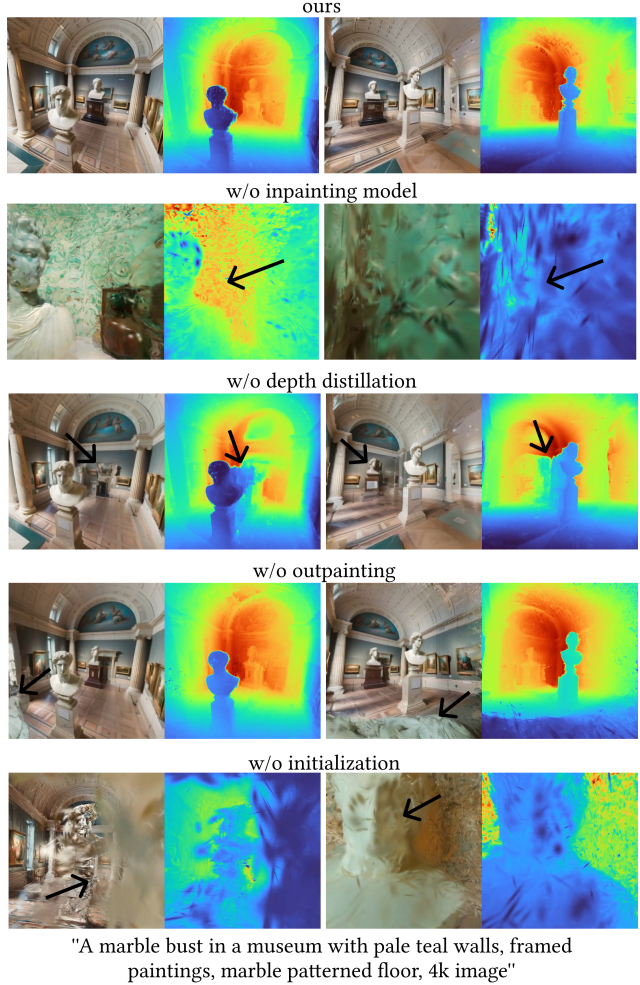 ours
w/o inpainting model
w/o depth distillation
w/o outpainting
w/o initialization
"A marble bust in a museum with pale teal walls, framed
paintings, marble patterned floor, 4k image"